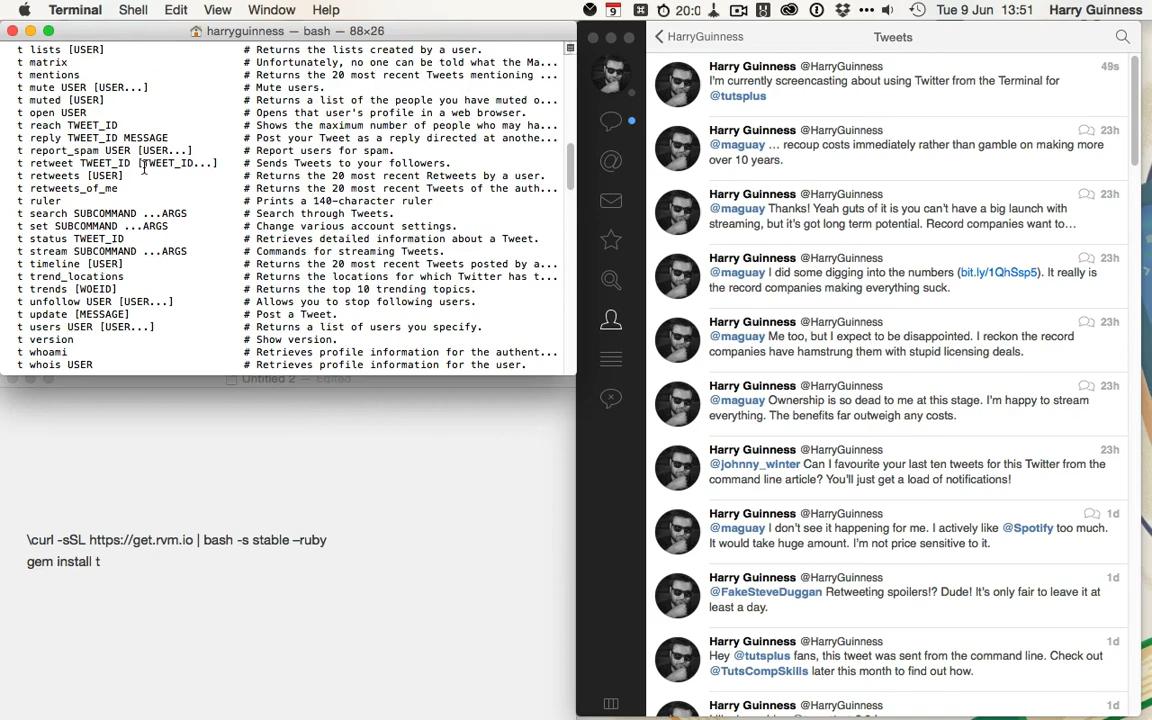 Terminal Shell Edit View Window Help
9 20:0 Tue 9 Jun 13:51 Harry Guinness
harryguinness — bash — 88×26
t lists [USER] # Returns the lists created by a user.
t matrix # Unfortunately, no one can be told what the Ma...
t mentions # Returns the 20 most recent Tweets mentioning ...
t mute USER [USER...] # Mute users.
t muted [USER] # Returns a list of the people you have muted o...
t open USER # Opens that user's profile in a web browser.
t reach TWEET_ID # Shows the maximum number of people who may ha...
t reply TWEET_ID MESSAGE # Post your Tweet as a reply directed at anothe...
t report_spam USER [USER...] # Report users for spam.
t retweet TWEET_ID [TWEET_ID...] # Sends Tweets to your followers.
t retweets [USER] # Returns the 20 most recent Retweets by a user.
t retweets_of_me # Returns the 20 most recent Tweets of the auth...
t ruler # Prints a 140-character ruler
t search SUBCOMMAND ...ARGS # Search through Tweets.
t set SUBCOMMAND ...ARGS # Change various account settings.
t status TWEET_ID # Retrieves detailed information about a Tweet.
t stream SUBCOMMAND ...ARGS # Commands for streaming Tweets.
t timeline [USER] # Returns the 20 most recent Tweets posted by a...
t trend_locations # Returns the locations for which Twitter has t...
t trends [WOEID] # Returns the top 10 trending topics.
t unfollow USER [USER...] # Allows you to stop following users.
t update [MESSAGE] # Post a Tweet.
t users USER [USER...] # Returns a list of users you specify.
t version # Show version.
t whoami # Retrieves profile information for the authent...
t whois USER # Retrieves profile information for the user.
Untitled 2 — Edited
\curl -sSL https://get.rvm.io | bash -s stable –ruby
gem install t
HarryGuinness Tweets
Harry Guinness @HarryGuinness 49s
I'm currently screencasting about using Twitter from the Terminal for
@tutsplus
Harry Guinness @HarryGuinness 23h
@maguay … recoup costs immediately rather than gamble on making more
over 10 years.
Harry Guinness @HarryGuinness 23h
@maguay Thanks! Yeah guts of it is you can't have a big launch with
streaming, but it's got long term potential. Record companies want to…
Harry Guinness @HarryGuinness 23h
@maguay I did some digging into the numbers (bit.ly/1QhSsp5). It really is
the record companies making everything suck.
Harry Guinness @HarryGuinness 23h
@maguay Me too, but I expect to be disappointed. I reckon the record
companies have hamstrung them with stupid licensing deals.
Harry Guinness @HarryGuinness 23h
@maguay Ownership is so dead to me at this stage. I'm happy to stream
everything. The benefits far outweigh any costs.
Harry Guinness @HarryGuinness 23h
@johnny_winter Can I favourite your last ten tweets for this Twitter from the
command line article? You'll just get a load of notifications!
Harry Guinness @HarryGuinness 1d
@maguay I don't see it happening for me. I actively like @Spotify too much.
It would take huge amount. I'm not price sensitive to it.
Harry Guinness @HarryGuinness 1d
@FakeSteveDuggan Retweeting spoilers!? Dude! It's only fair to leave it at
least a day.
Harry Guinness @HarryGuinness 1d
Hey @tutsplus fans, this tweet was sent from the command line. Check out
@TutsCompSkills later this month to find out how.
Harry Guinness @HarryGuinness 1d